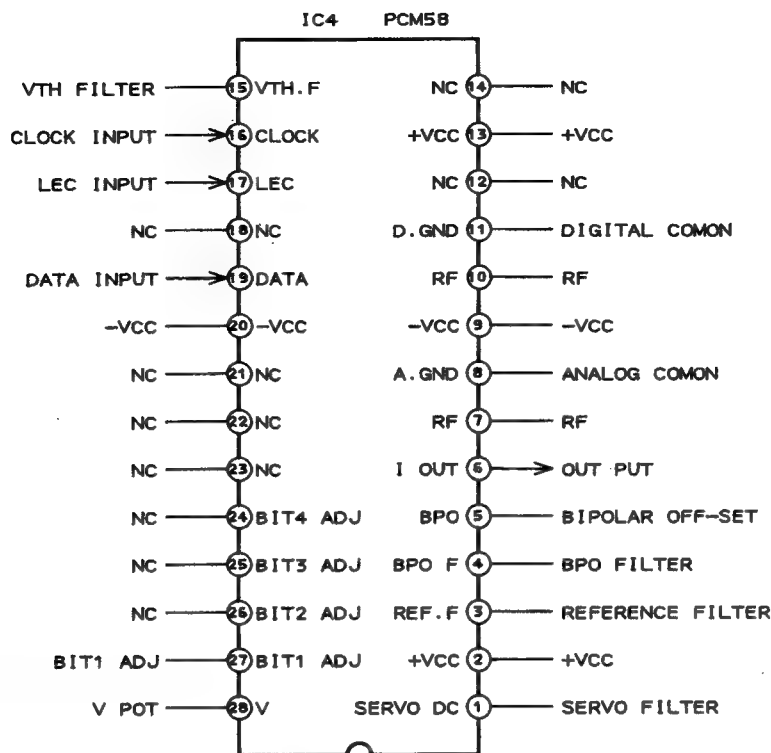 IC4 PCM58
VTH FILTER 15 VTH.F NC 14 NC
CLOCK INPUT 16 CLOCK +VCC 13 +VCC
LEC INPUT 17 LEC NC 12 NC
NC 18 NC D.GND 11 DIGITAL COMON
DATA INPUT 19 DATA RF 10 RF
-VCC 20 -VCC -VCC 9 -VCC
NC 21 NC A.GND 8 ANALOG COMON
NC 22 NC RF 7 RF
NC 23 NC I OUT 6 OUT PUT
NC 24 BIT4 ADJ BPO 5 BIPOLAR OFF-SET
NC 25 BIT3 ADJ BPO F 4 BPO FILTER
NC 26 BIT2 ADJ REF.F 3 REFERENCE FILTER
BIT1 ADJ 27 BIT1 ADJ +VCC 2 +VCC
V POT 28 V SERVO DC 1 SERVO FILTER